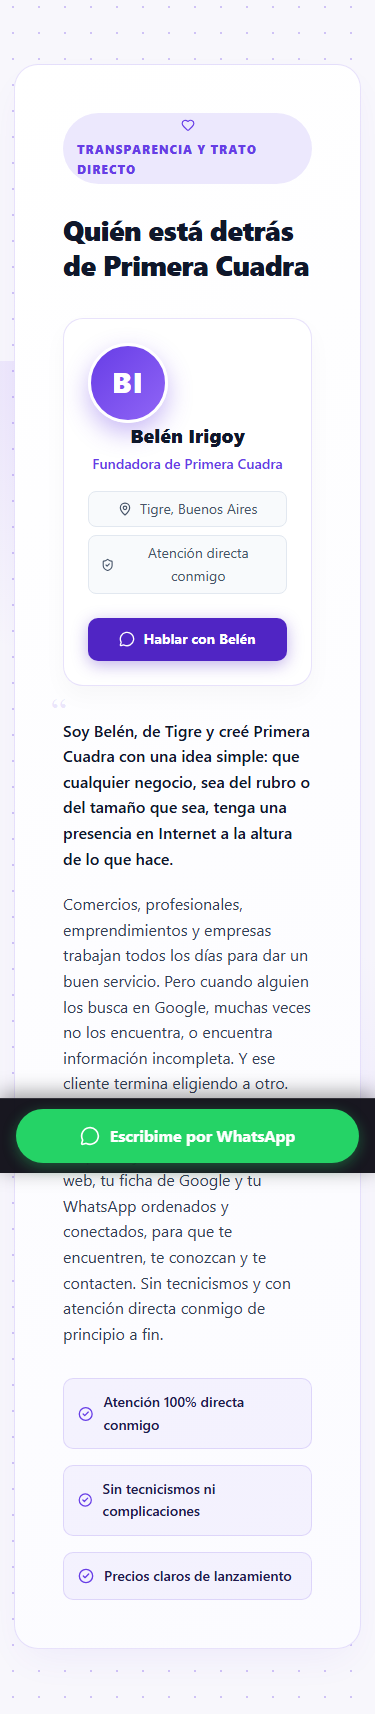 TRANSPARENCIA Y TRATO
DIRECTO
Quién está detrás
de Primera Cuadra
BI
Belén Irigoy
Fundadora de Primera Cuadra
Tigre, Buenos Aires
Atención directa
conmigo
Hablar con Belén
“
Soy Belén, de Tigre y creé Primera
Cuadra con una idea simple: que
cualquier negocio, sea del rubro o
del tamaño que sea, tenga una
presencia en Internet a la altura
de lo que hace.
Comercios, profesionales,
emprendimientos y empresas
trabajan todos los días para dar un
buen servicio. Pero cuando alguien
los busca en Google, muchas veces
no los encuentra, o encuentra
información incompleta. Y ese
cliente termina eligiendo a otro.
Escribime por WhatsApp
web, tu ficha de Google y tu
WhatsApp ordenados y
conectados, para que te
encuentren, te conozcan y te
contacten. Sin tecnicismos y con
atención directa conmigo de
principio a fin.
Atención 100% directa
conmigo
Sin tecnicismos ni
complicaciones
Precios claros de lanzamiento